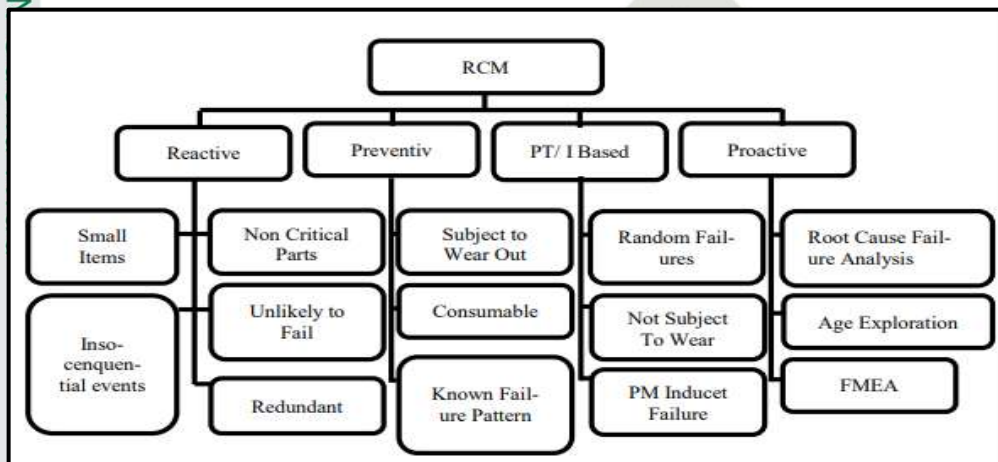 RCM
Reactive
Preventiv
PT/ I Based
Proactive
Small
Items
Non Critical
Parts
Subject to
Wear Out
Random Fail-
ures
Root Cause Fail-
ure Analysis
Inso-
cenquen-
tial events
Unlikely to
Fail
Consumable
Not Subject
To Wear
Age Exploration
Redundant
Known Fail-
ure Pattern
PM Inducet
Failure
FMEA